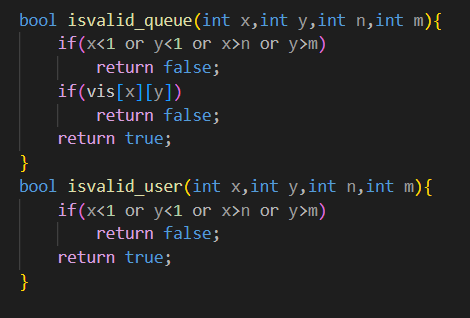 bool isvalid_queue(int x,int y,int n,int m){
    if(x<1 or y<1 or x>n or y>m)
        return false;
    if(vis[x][y])
        return false;
    return true;
}
bool isvalid_user(int x,int y,int n,int m){
    if(x<1 or y<1 or x>n or y>m)
        return false;
    return true;
}